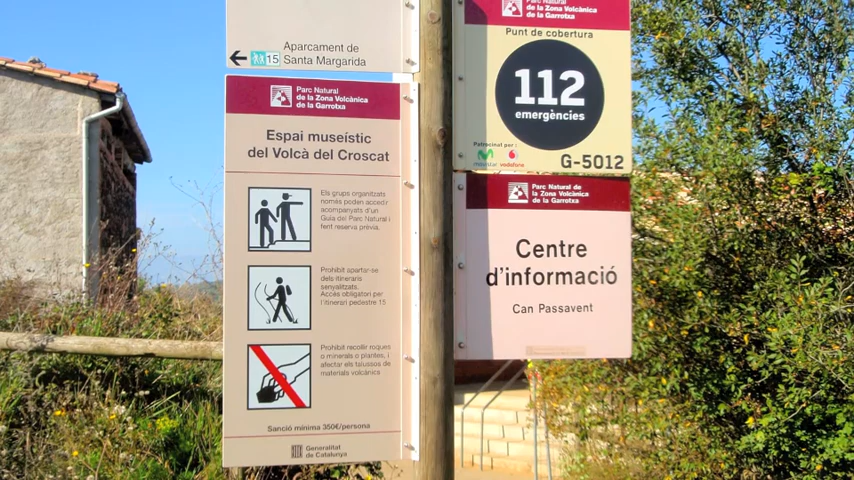 15
Aparcament de
Santa Margarida
Parc Natural
de la Zona Volcànica
de la Garrotxa
Espai museístic
del Volcà del Croscat
Els grups organitzats
només poden accedir
acompanyats d'un
Guia del Parc Natural i
fent reserva prèvia.
Prohibit apartar-se
dels itineraris
senyalitzats.
Accés obligatori per
l'itinerari pedestre 15
Prohibit recollir roques
o minerals o plantes, i
afectar els talussos de
materials volcànics
Sanció mínima 350€/persona
Generalitat
de Catalunya
Parc Natural
de la Zona Volcànica
de la Garrotxa
Punt de cobertura
112
emergències
Patrocinat per:
movistar vodafone
G-5012
Parc Natural de la
Zona Volcànica
de la Garrotxa
Centre
d'informació
Can Passavent